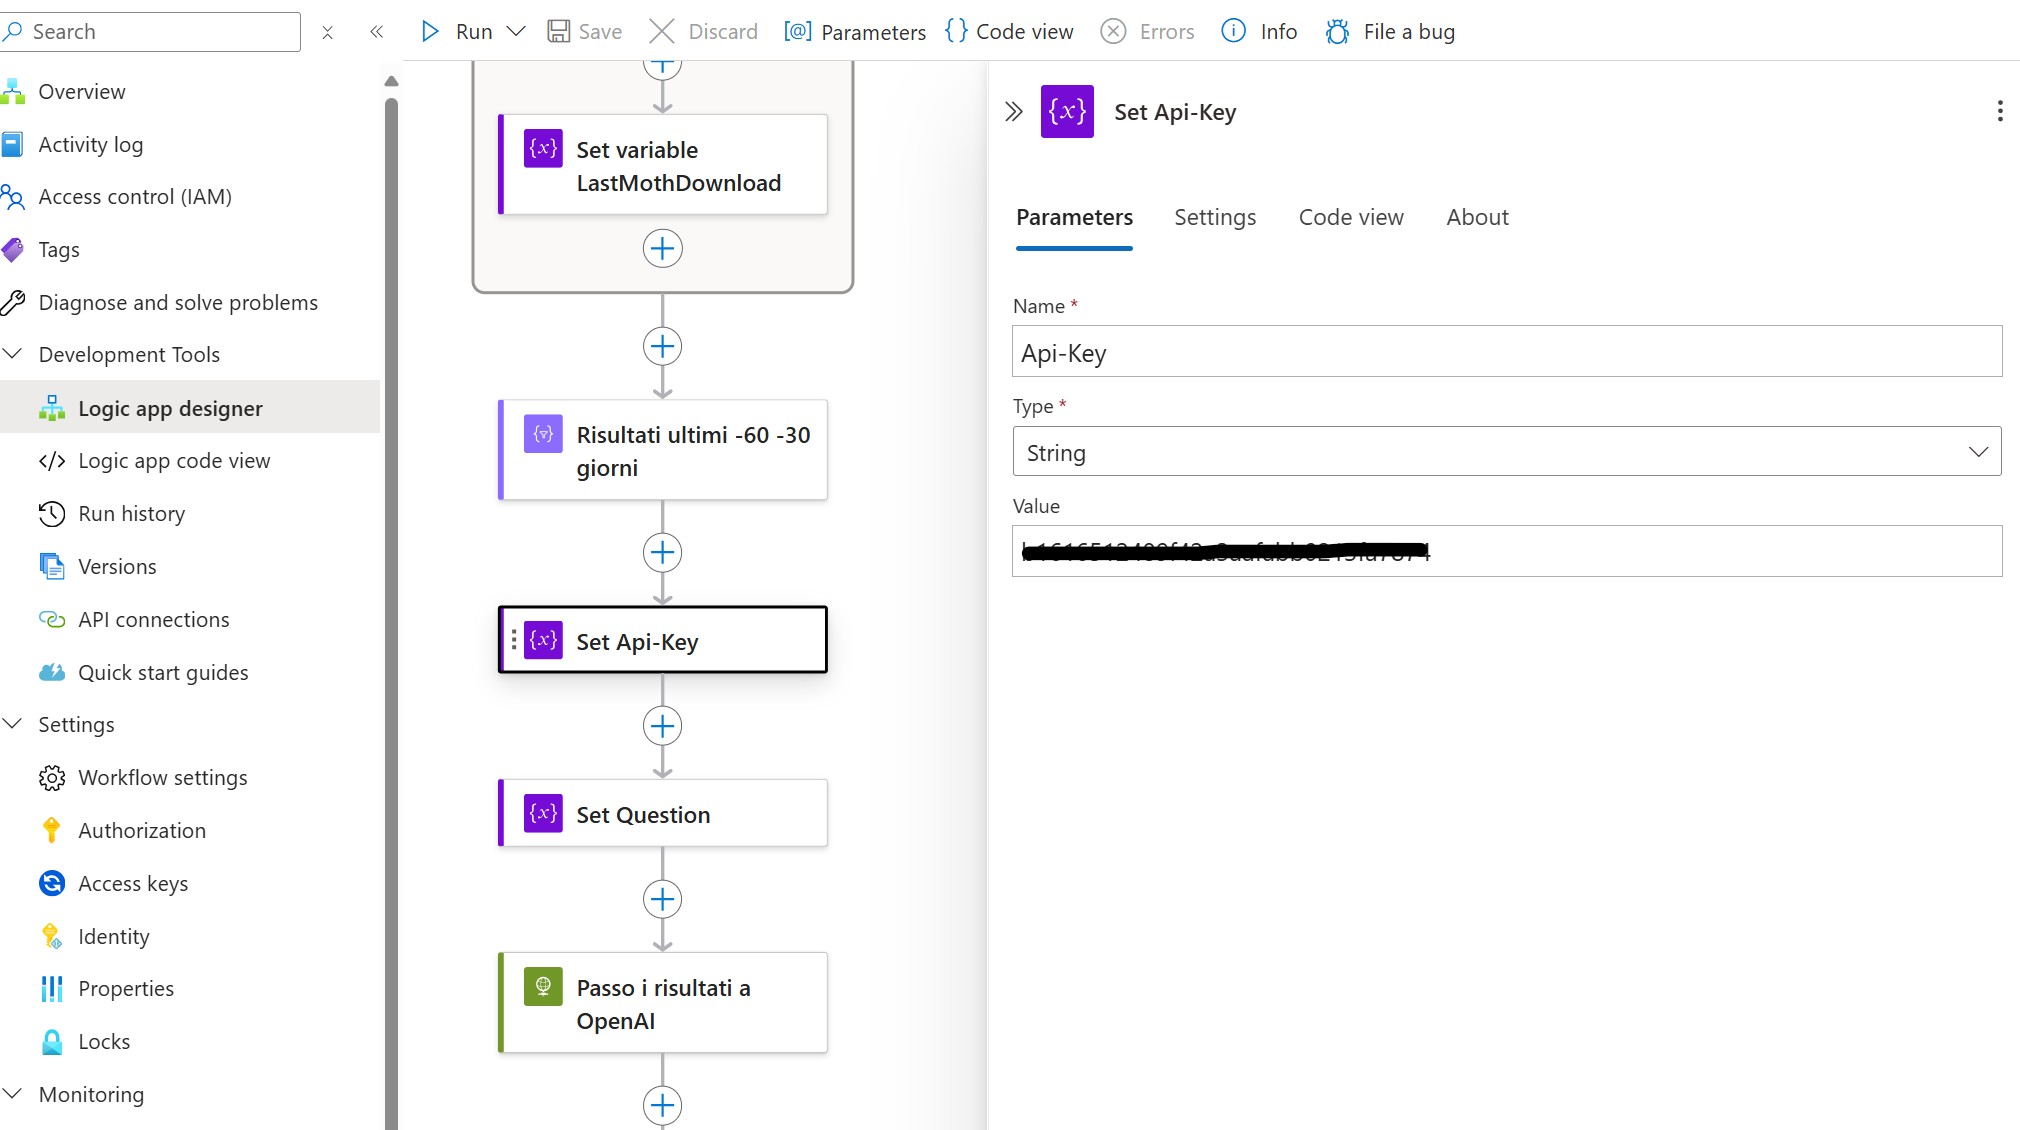 Search
Run
Save
Discard
Parameters
Code view
Errors
Info
File a bug
Overview
Activity log
Access control (IAM)
Tags
Diagnose and solve problems
Development Tools
Logic app designer
Logic app code view
Run history
Versions
API connections
Quick start guides
Settings
Workflow settings
Authorization
Access keys
Identity
Properties
Locks
Monitoring
Set variable
LastMothDownload
Risultati ultimi -60 -30
giorni
Set Api-Key
Set Question
Passo i risultati a
OpenAI
Set Api-Key
Parameters
Settings
Code view
About
Name *
Api-Key
Type *
String
Value